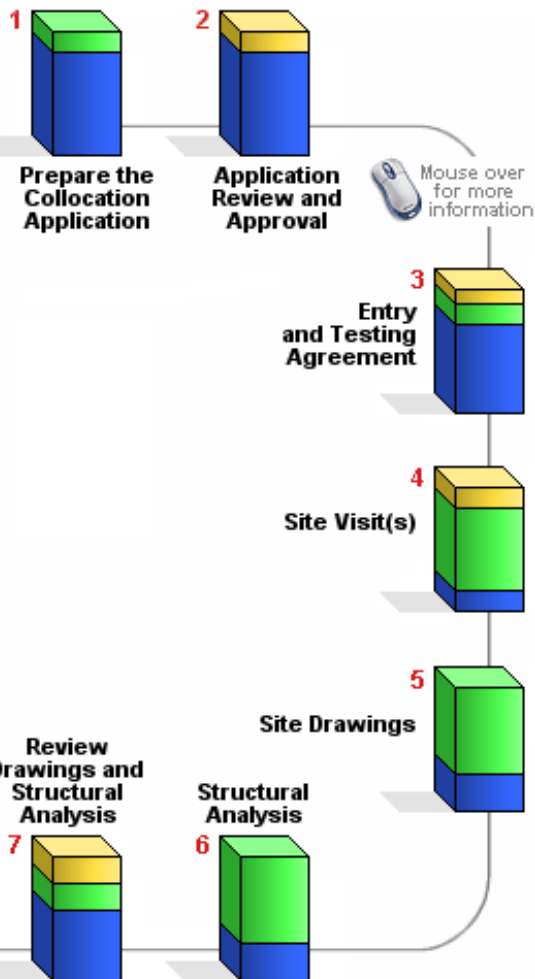 1
Prepare the
Collocation
Application
2
Application
Review and
Approval
Mouse over
for more
information
3
Entry
and Testing
Agreement
4
Site Visit(s)
5
Site Drawings
6
Structural
Analysis
7
Review
Drawings and
Structural
Analysis